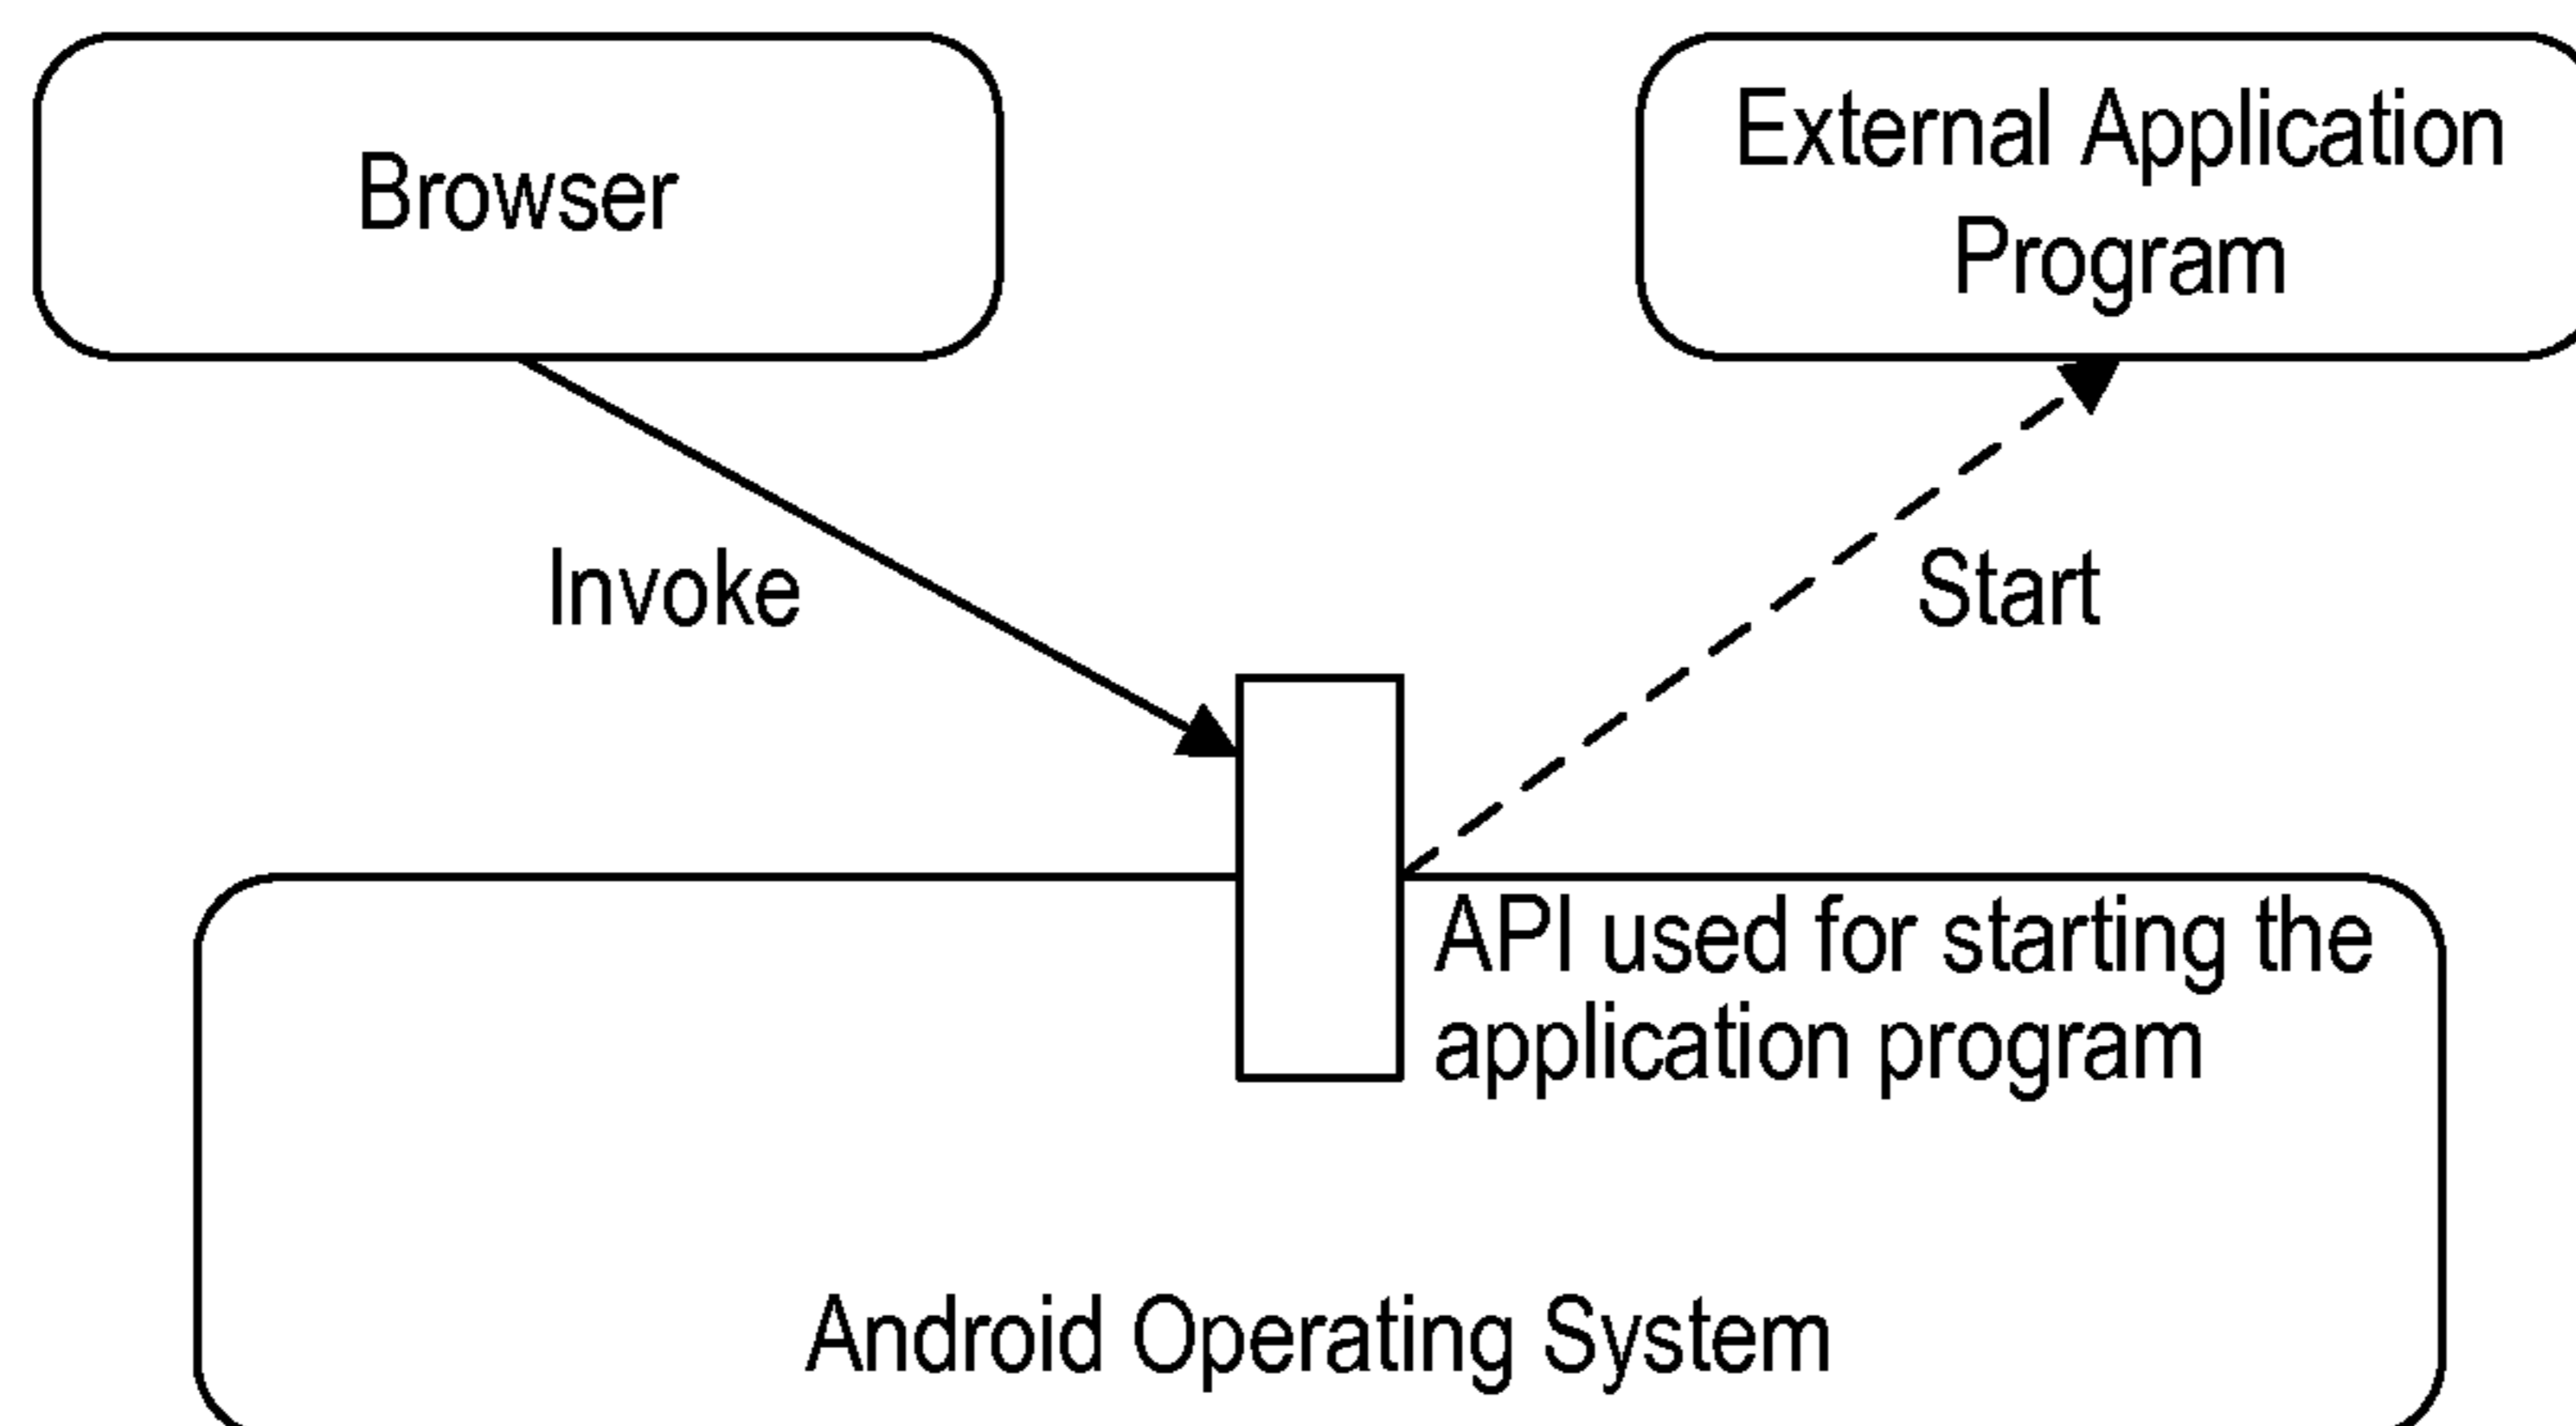 Browser
External Application
Program
Invoke
Start
API used for starting the
application program
Android Operating System